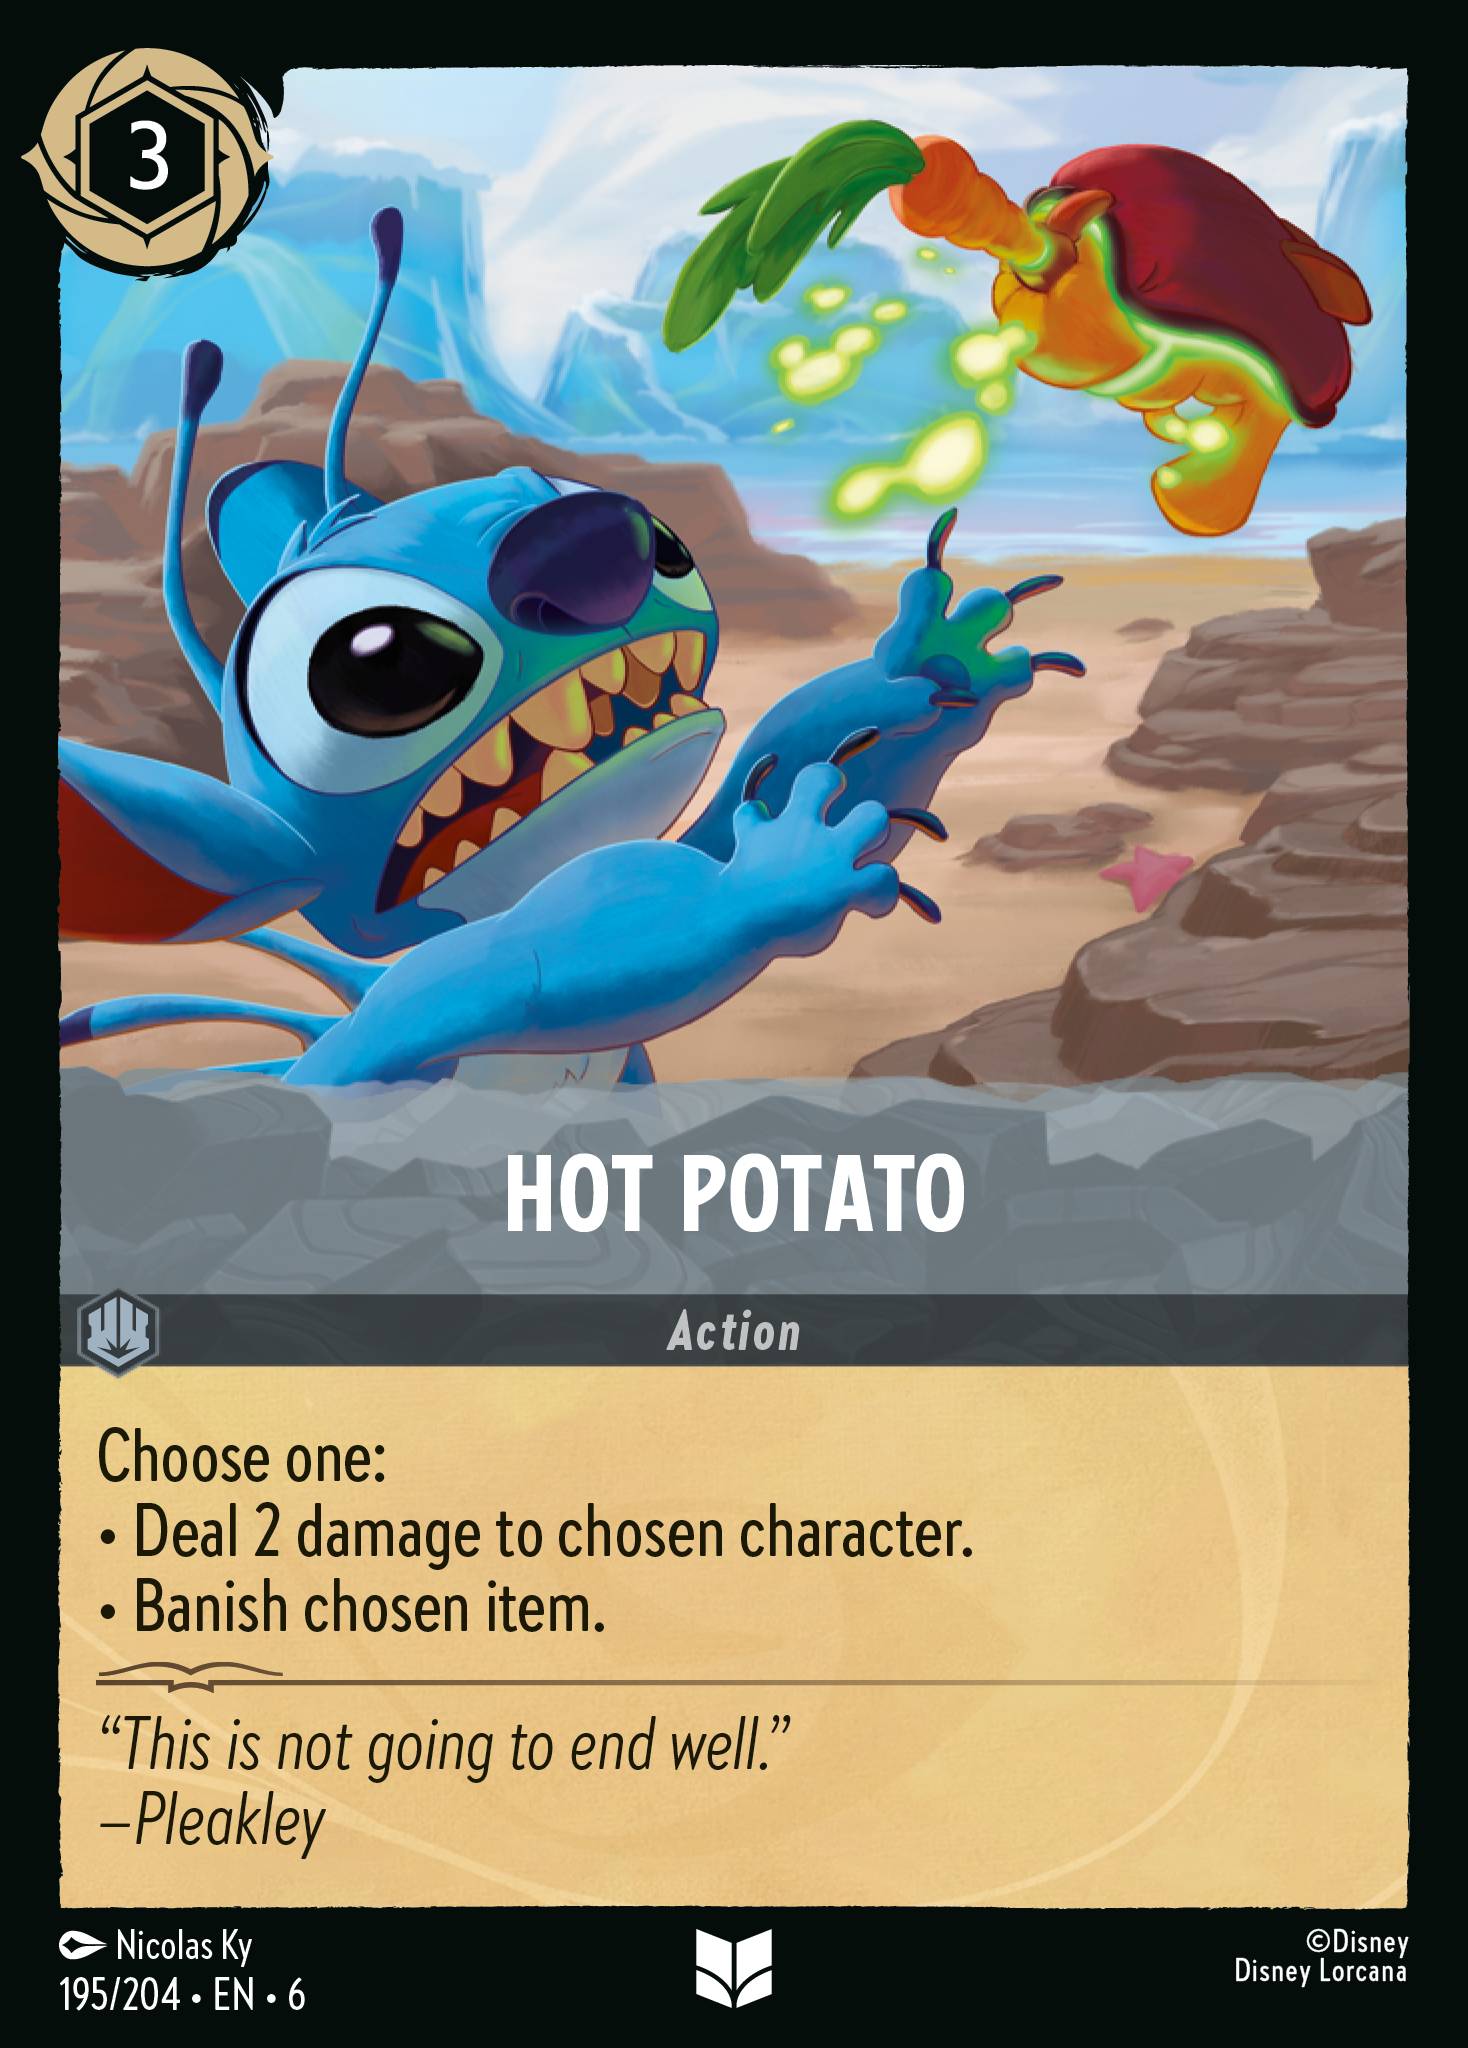 3
HOT POTATO
Action
Choose one:
• Deal 2 damage to chosen character.
• Banish chosen item.
“This is not going to end well.”
–Pleakley
Nicolas Ky
195/204 • EN • 6
©Disney
Disney Lorcana